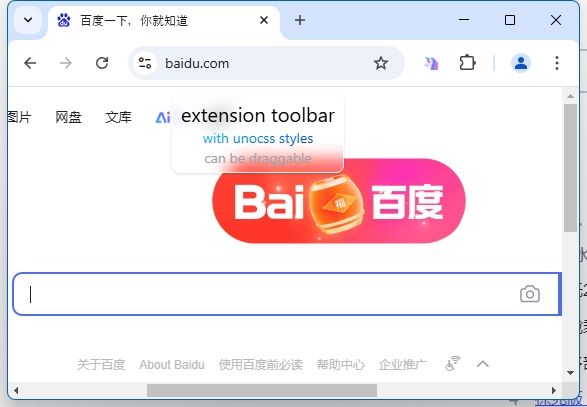 百度一下，你就知道
baidu.com
图片 网盘 文库 Ai
extension toolbar
with unocss styles
can be draggable
Bai 福 百度
关于百度 About Baidu 使用百度前必读 帮助中心 企业推广